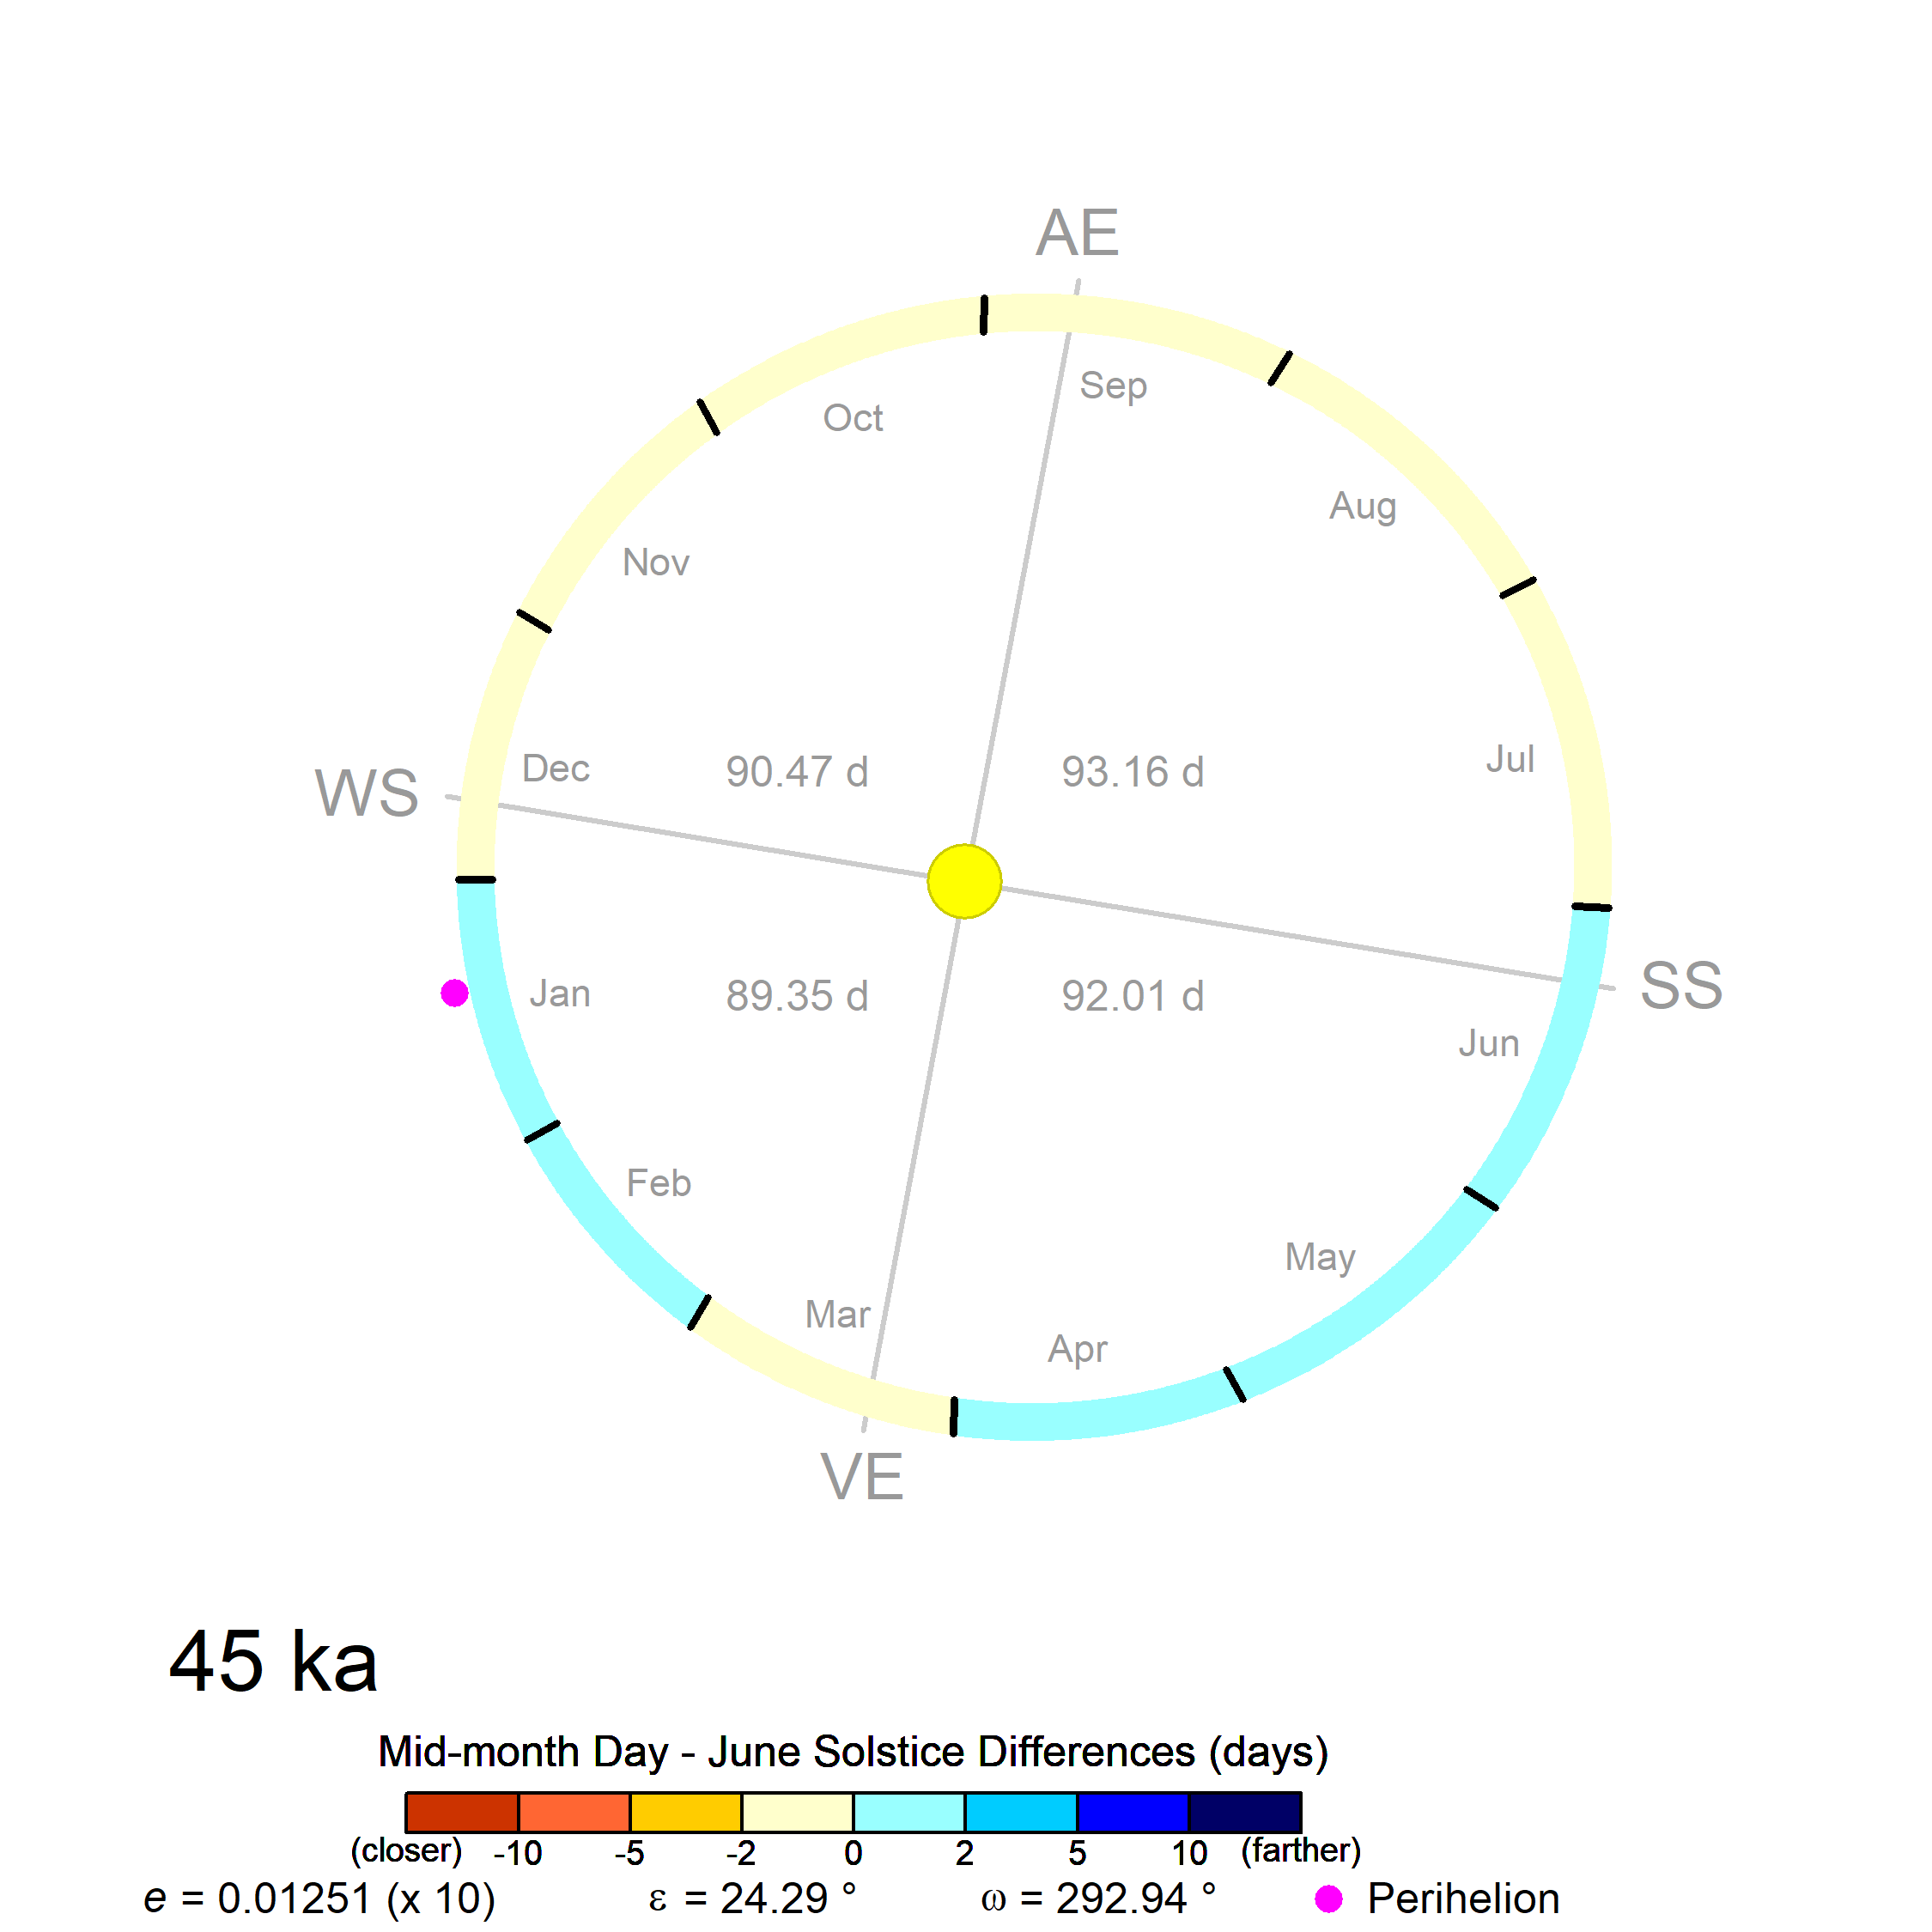 AE
Sep
Oct
Aug
Nov
Jul
Dec
90.47 d
93.16 d
WS
SS
Jan
89.35 d
92.01 d
Jun
Feb
May
Mar
Apr
VE
45 ka
Mid-month Day - June Solstice Differences (days)
(closer) -10 -5 -2 0 2 5 10 (farther)
e = 0.01251 (x 10) ε = 24.29 ° ω = 292.94 ° Perihelion